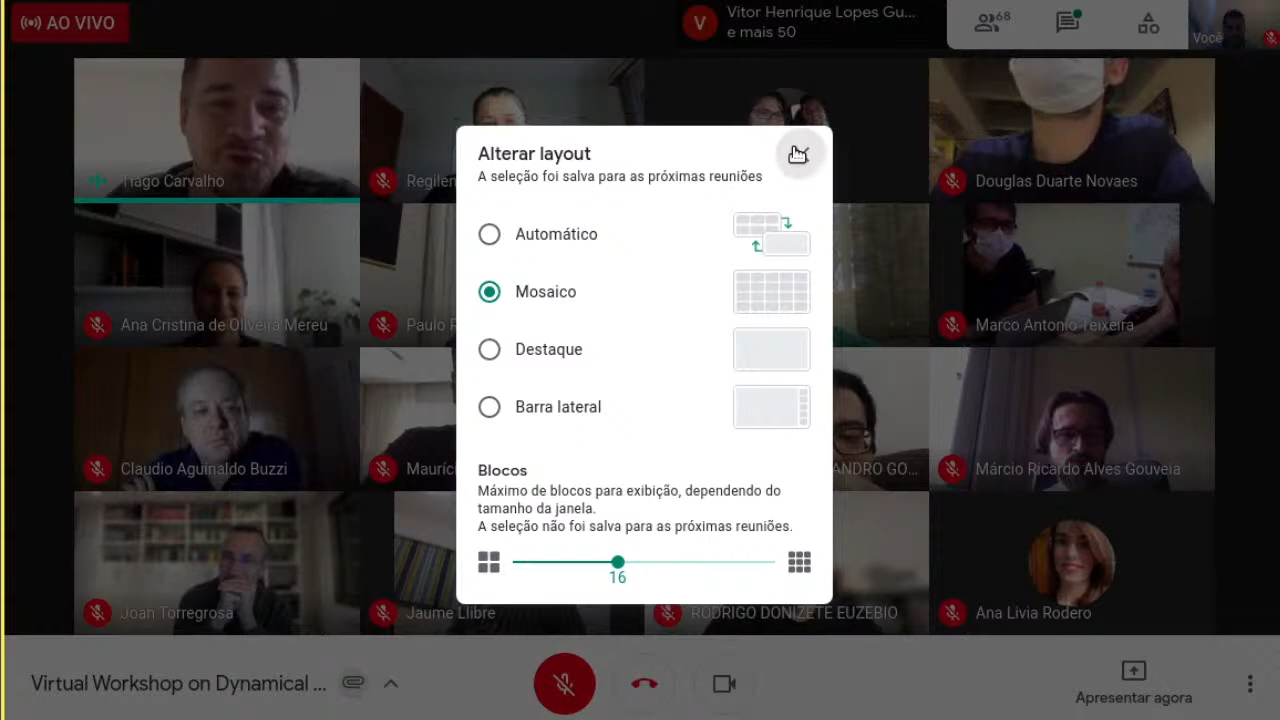 AO VIVO
V
Vitor Henrique Lopes Gu...
e mais 50
68
Você
Tiago Carvalho
Douglas Duarte Novaes
Ana Cristina de Oliveira Mereu
Marco Antonio Teixeira
Claudio Aguinaldo Buzzi
ANDRO GO...
Márcio Ricardo Alves Gouveia
Joan Torregrosa
Jaume Llibre
RODRIGO DONIZETE EUZÉBIO
Ana Livia Rodero
Alterar layout
A seleção foi salva para as próximas reuniões
Automático
Mosaico
Destaque
Barra lateral
Blocos
Máximo de blocos para exibição, dependendo do
tamanho da janela.
A seleção não foi salva para as próximas reuniões.
16
Virtual Workshop on Dynamical ...
Apresentar agora